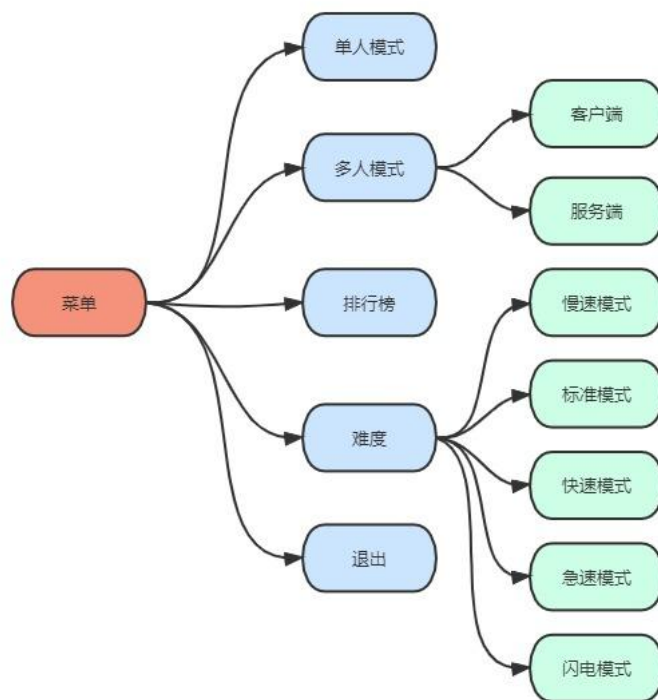 单人模式
客户端
多人模式
服务端
菜单
排行榜
慢速模式
标准模式
难度
快速模式
退出
急速模式
闪电模式